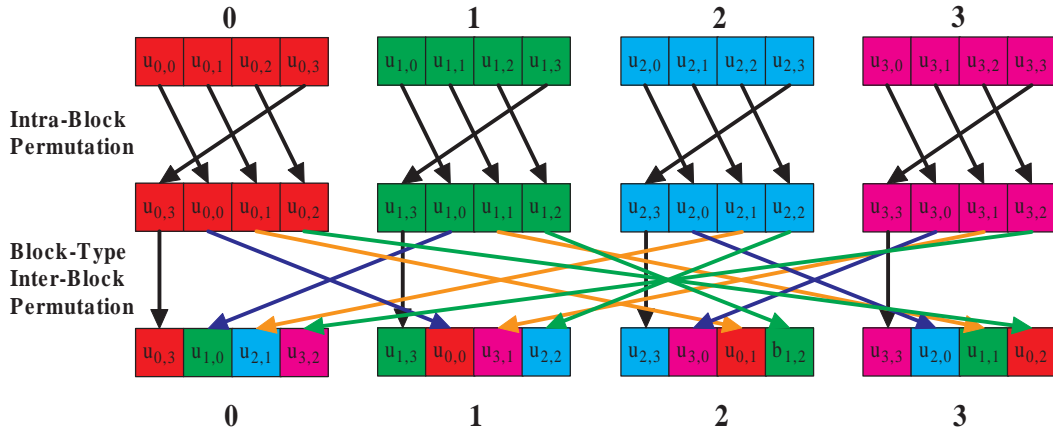 0 1 2 3
u0,0 u0,1 u0,2 u0,3 u1,0 u1,1 u1,2 u1,3 u2,0 u2,1 u2,2 u2,3 u3,0 u3,1 u3,2 u3,3
Intra-Block
Permutation
u0,3 u0,0 u0,1 u0,2 u1,3 u1,0 u1,1 u1,2 u2,3 u2,0 u2,1 u2,2 u3,3 u3,0 u3,1 u3,2
Block-Type
Inter-Block
Permutation
u0,3 u1,0 u2,1 u3,2 u1,3 u0,0 u3,1 u2,2 u2,3 u3,0 u0,1 b1,2 u3,3 u2,0 u1,1 u0,2
0 1 2 3